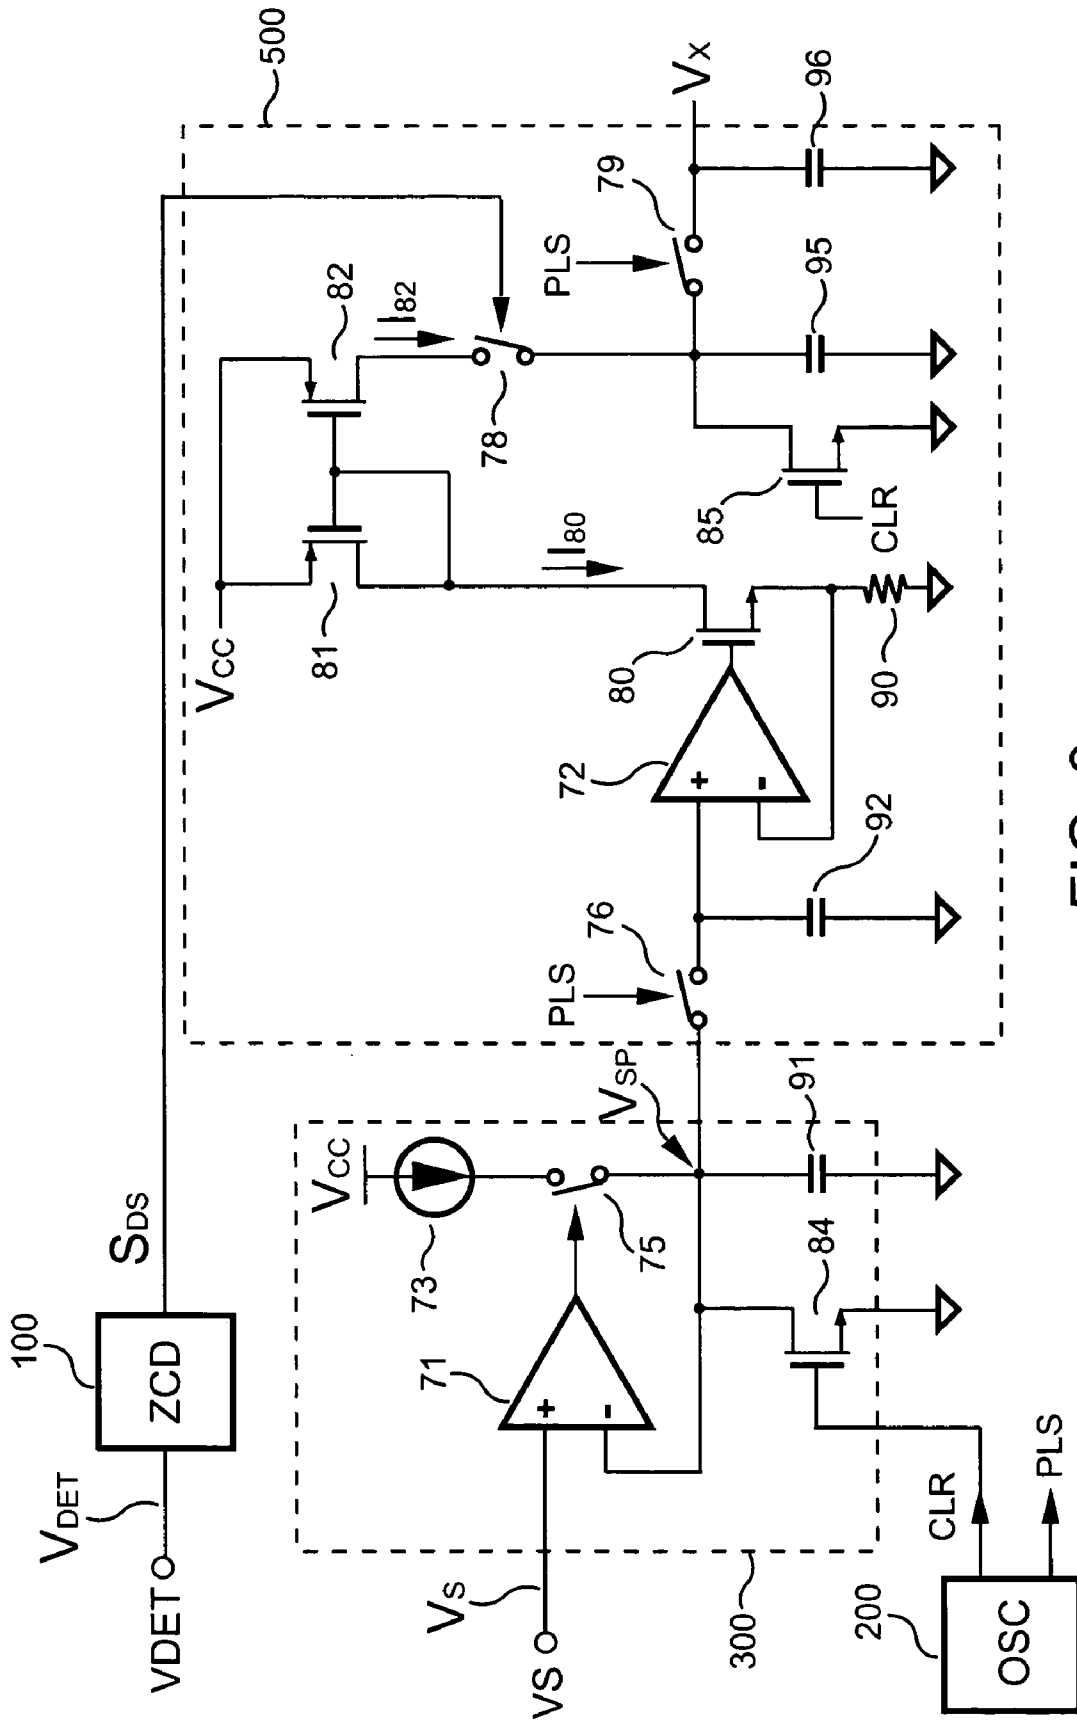 500
100
ZCD
SDS
VDET
VDET
VCC
81
82
I82
I80
78
PLS
79
VX
96
95
85
CLR
80
90
72
92
76
PLS
VSP
VCC
73
75
91
84
71
VS
VS
300
200
OSC
CLR
PLS
+
-
+
-
FIG.